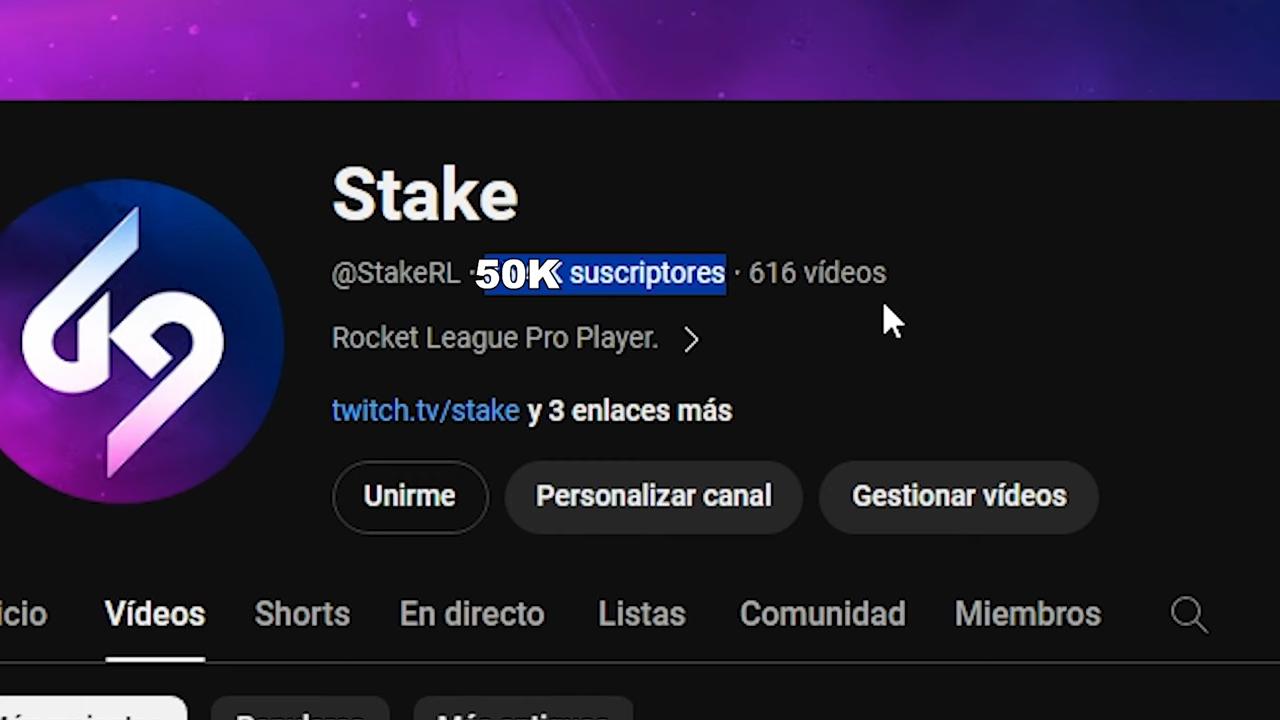 Stake
@StakeRL · 50K suscriptores · 616 vídeos
Rocket League Pro Player.
twitch.tv/stake y 3 enlaces más
Unirme Personalizar canal Gestionar vídeos
icio Vídeos Shorts En directo Listas Comunidad Miembros